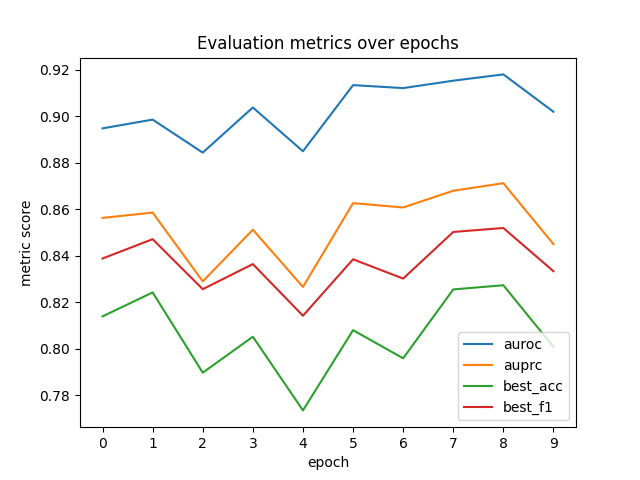 Evaluation metrics over epochs
metric score
0.92
0.90
0.88
0.86
0.84
0.82
0.80
0.78
auroc
auprc
best_acc
best_f1
0 1 2 3 4 5 6 7 8 9
epoch